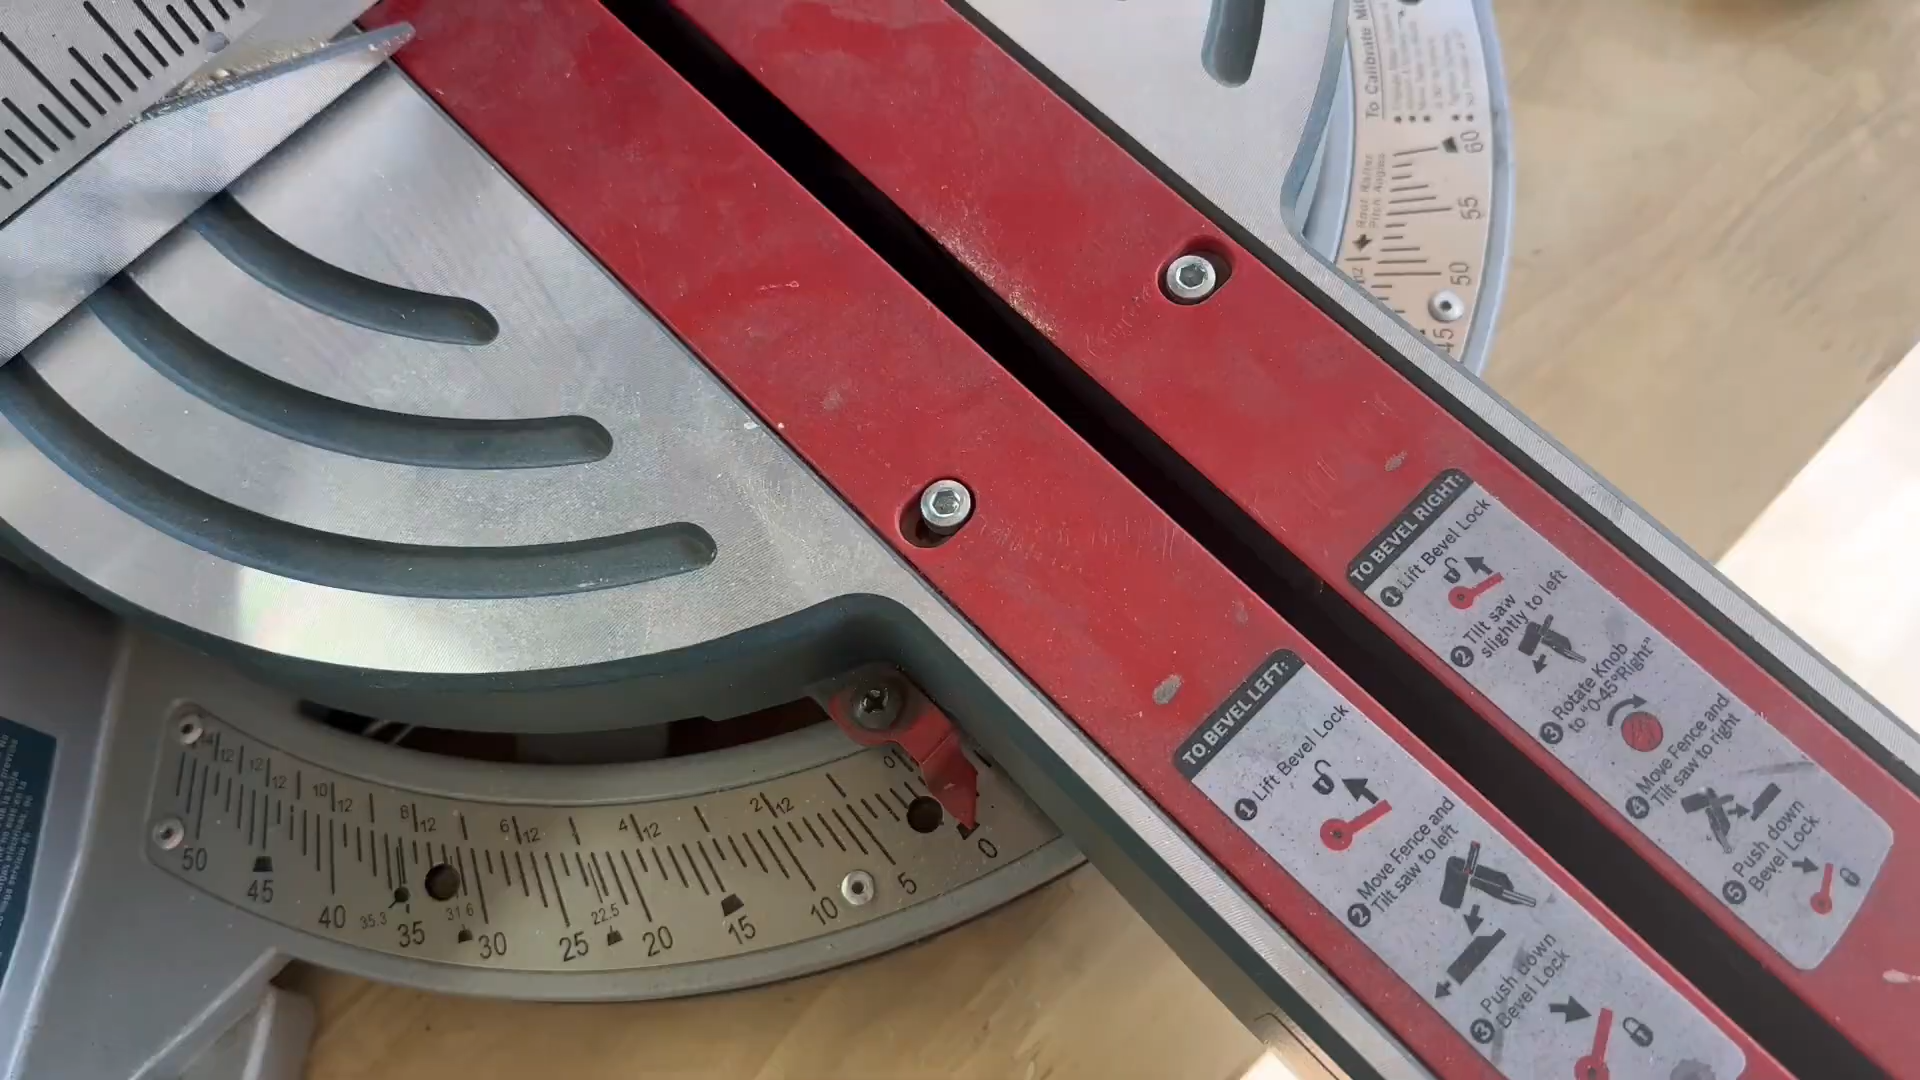 To Calibrate
60
55
50
45
12
Roof Rafter
Pitch Angles
TO BEVEL RIGHT:
1 Lift Bevel Lock
2 Tilt saw
slightly to left
3 Rotate Knob
to "0-45°Right"
4 Move Fence and
Tilt saw to right
5 Push down
Bevel Lock
TO BEVEL LEFT:
1 Lift Bevel Lock
2 Move Fence and
Tilt saw to left
3 Push down
Bevel Lock
14 12 12 12 10 12 8 12 6 12 4 12 2 12 0
50 45 40 35.3 35 31.6 30 25 22.5 20 15 10 5 0